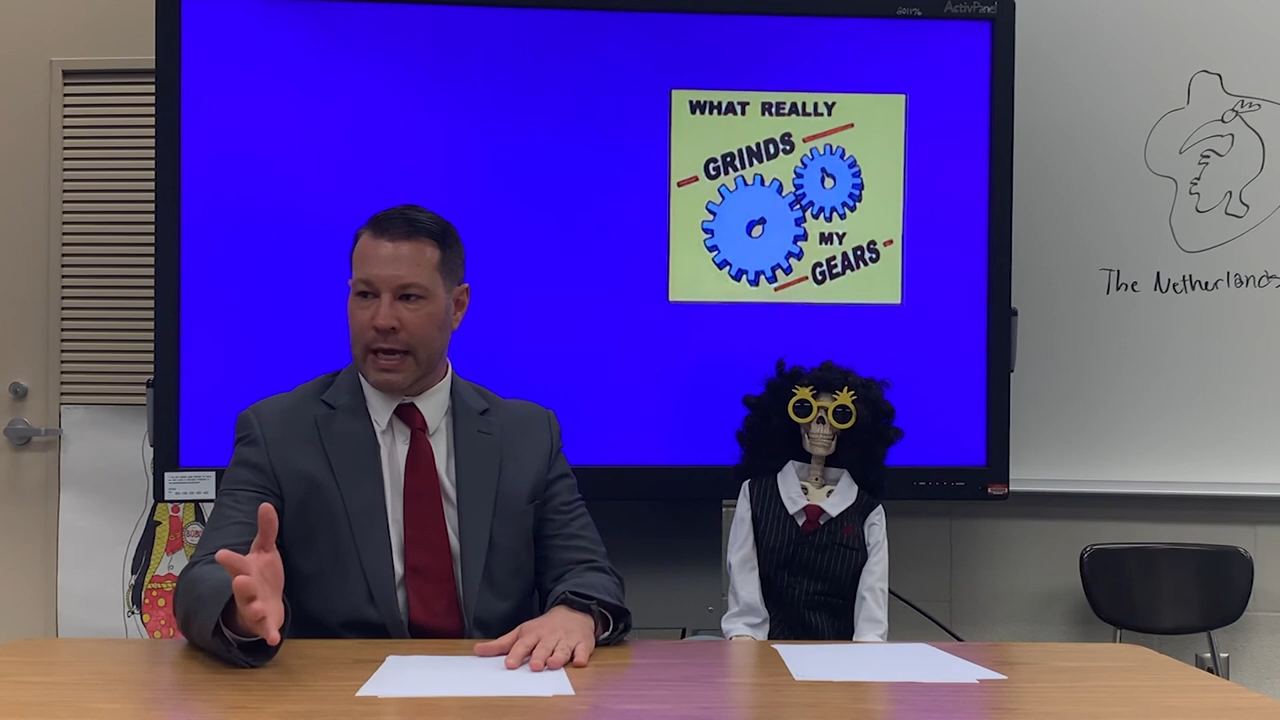 ActivPanel
WHAT REALLY
GRINDS
MY
GEARS
The Netherlands